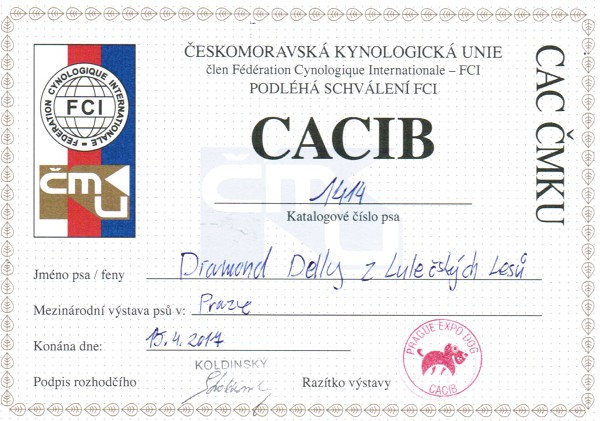 ČESKOMORAVSKÁ KYNOLOGICKÁ UNIE
člen Fédération Cynologique Internationale – FCI
PODLÉHÁ SCHVÁLENÍ FCI
CACIB
CAC ČMKU
FEDERATION CYNOLOGIQUE INTERNATIONALE
FCI
ČMKU
1414
Katalogové číslo psa
Jméno psa / feny Diamond Delly z Lulečských Lesů
Mezinárodní výstava psů v: Praze
Konána dne: 15.4.2017
KOLDINSKÝ
Podpis rozhodčího
Razítko výstavy
PRAGUE EXPO DOG
CACIB